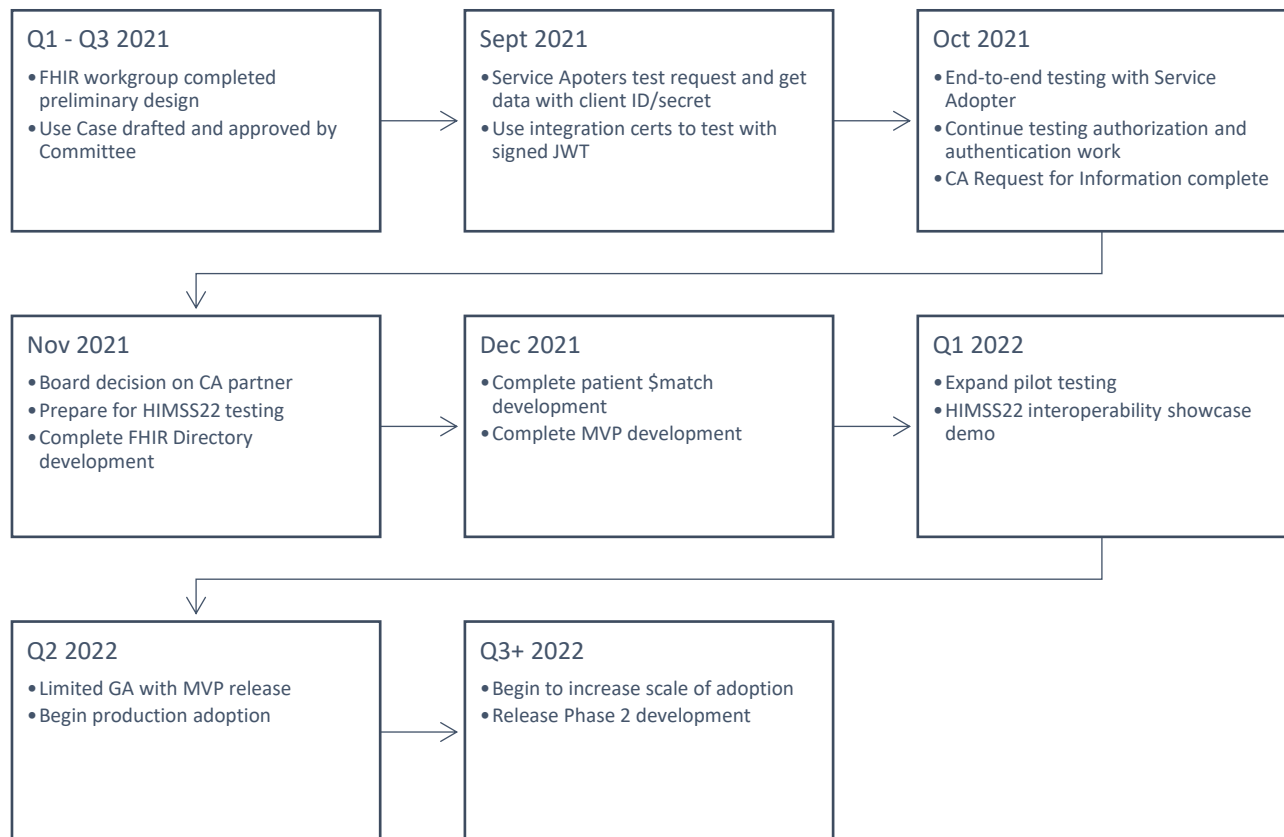 Q1 - Q3 2021
•FHIR workgroup completed
preliminary design
•Use Case drafted and approved by
Committee
Sept 2021
•Service Apoters test request and get
data with client ID/secret
•Use integration certs to test with
signed JWT
Oct 2021
•End-to-end testing with Service
Adopter
•Continue testing authorization and
authentication work
•CA Request for Information complete
Nov 2021
•Board decision on CA partner
•Prepare for HIMSS22 testing
•Complete FHIR Directory
development
Dec 2021
•Complete patient $match
development
•Complete MVP development
Q1 2022
•Expand pilot testing
•HIMSS22 interoperability showcase
demo
Q2 2022
•Limited GA with MVP release
•Begin production adoption
Q3+ 2022
•Begin to increase scale of adoption
•Release Phase 2 development